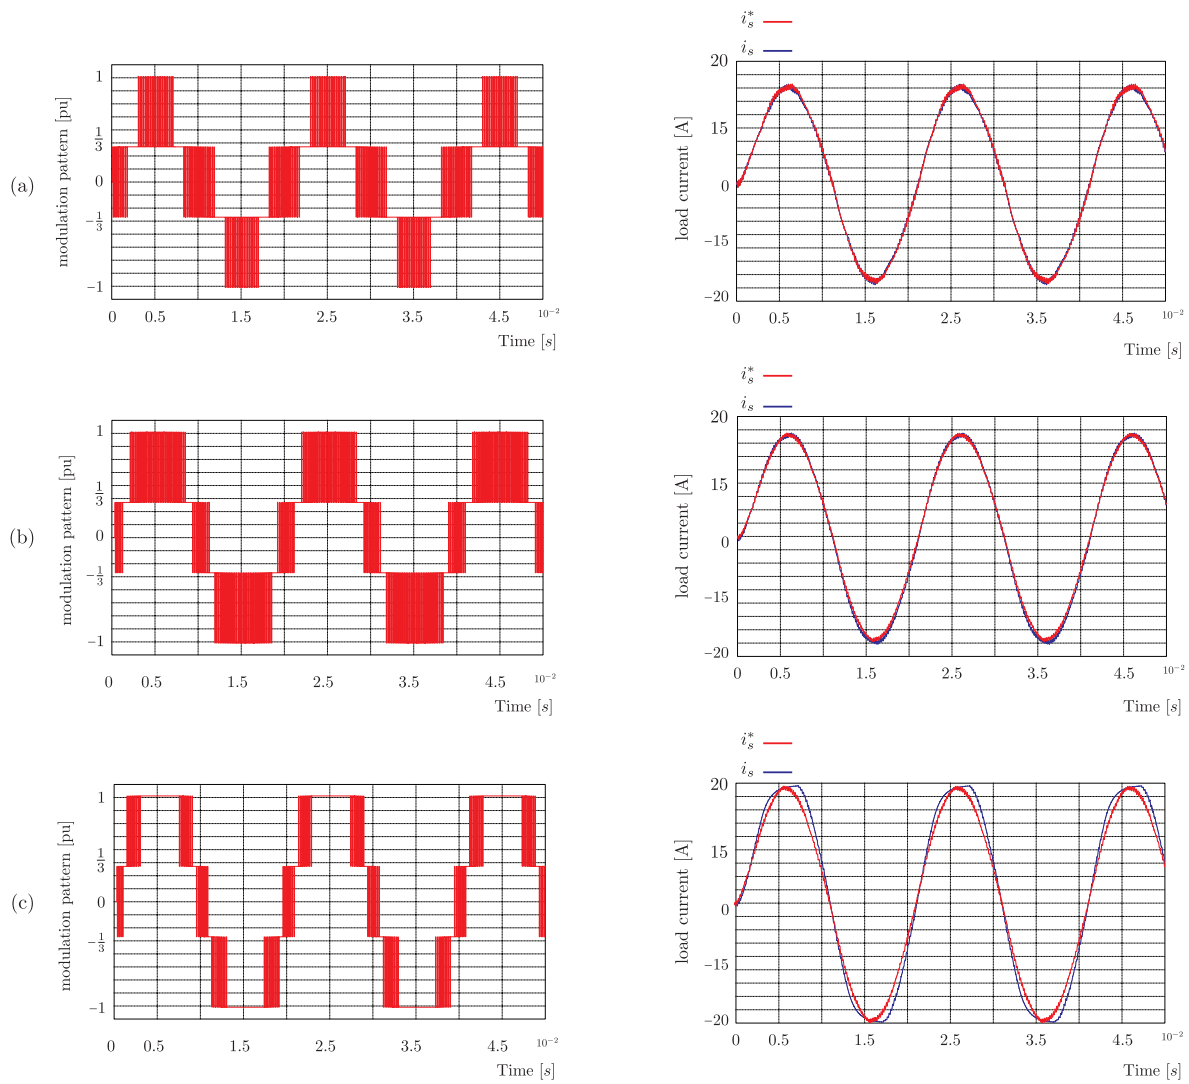 (a)
modulation pattern [pu]
1
1/3
0
−1/3
−1
0 0.5 1.5 2.5 3.5 4.5 10⁻²
Time [s]
i*s
is
load current [A]
20
15
0
−15
−20
0 0.5 1.5 2.5 3.5 4.5 10⁻²
Time [s]
(b)
modulation pattern [pu]
1
1/3
0
−1/3
−1
0 0.5 1.5 2.5 3.5 4.5 10⁻²
Time [s]
i*s
is
load current [A]
20
15
0
−15
−20
0 0.5 1.5 2.5 3.5 4.5 10⁻²
Time [s]
(c)
modulation pattern [pu]
1
1/3
0
−1/3
−1
0 0.5 1.5 2.5 3.5 4.5 10⁻²
Time [s]
i*s
is
load current [A]
20
15
0
−15
−20
0 0.5 1.5 2.5 3.5 4.5 10⁻²
Time [s]